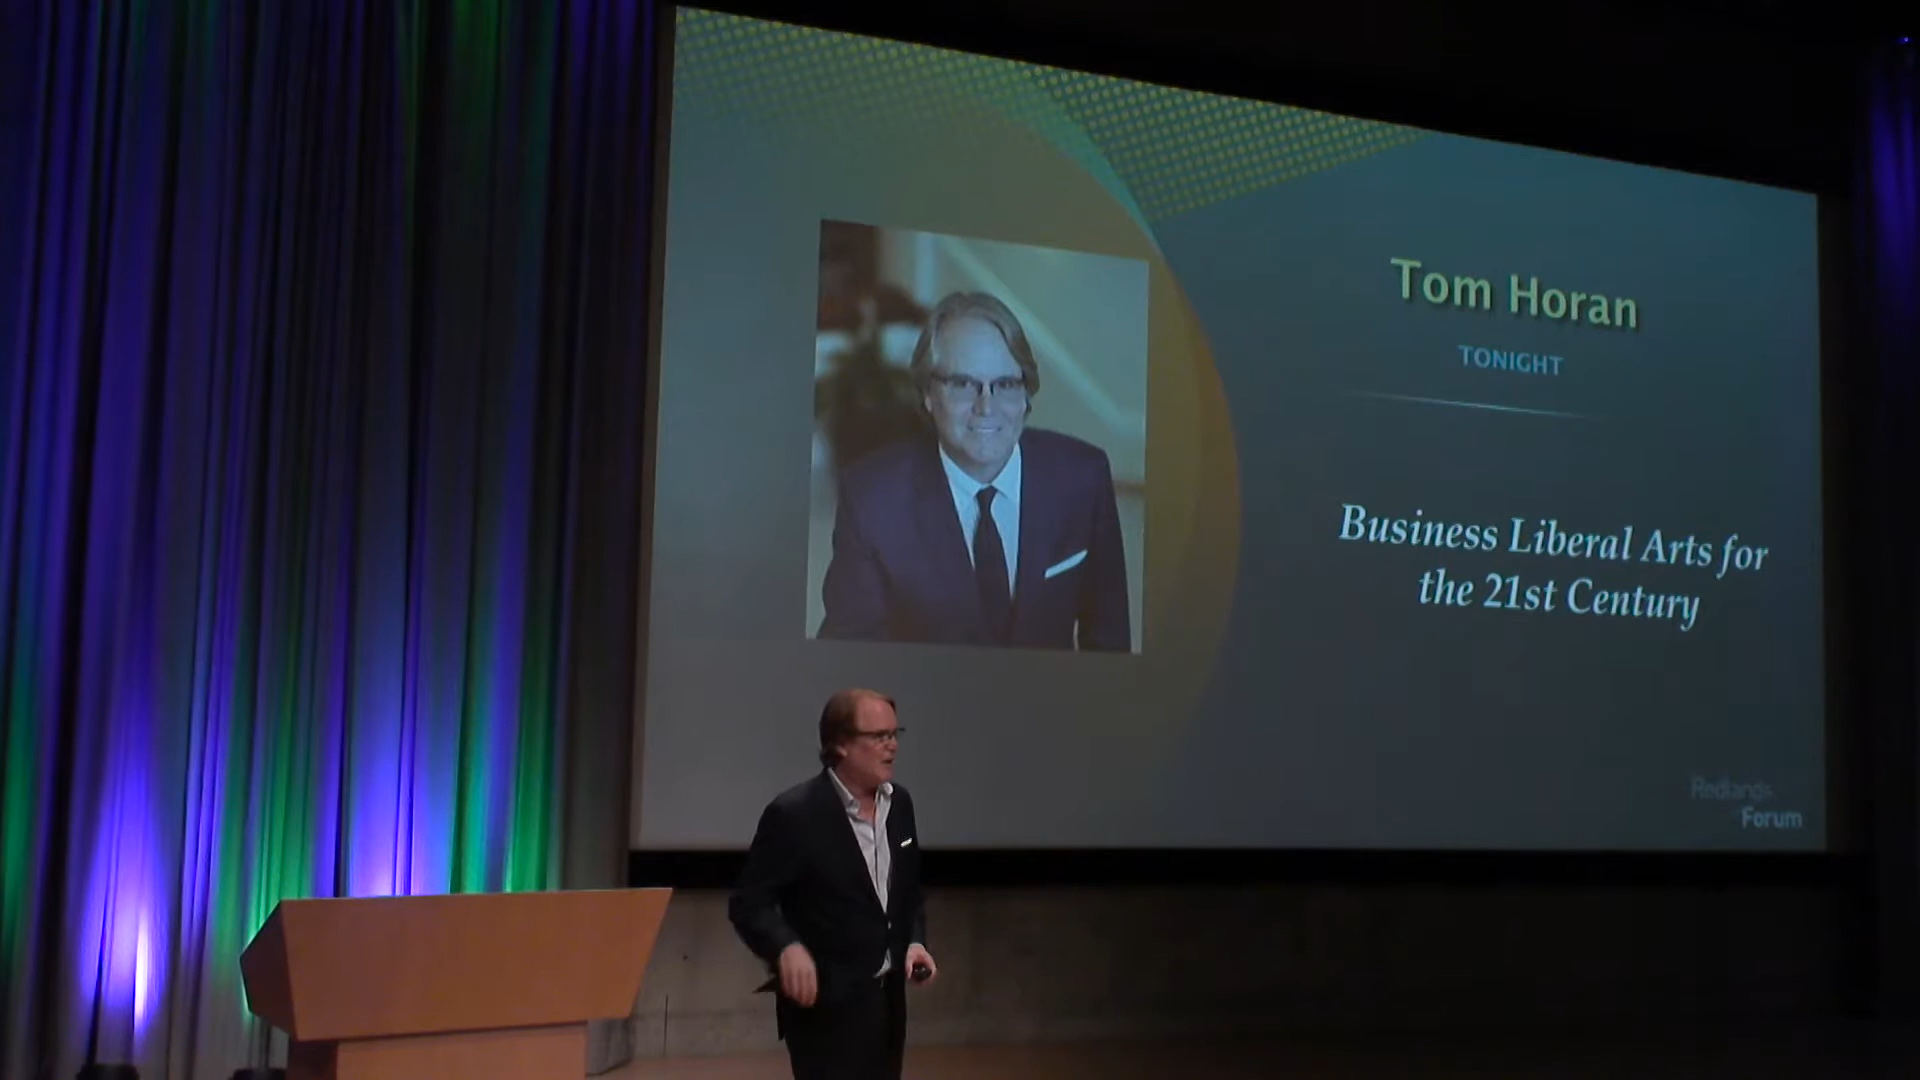 Tom Horan
TONIGHT
Business Liberal Arts for
the 21st Century
Redlands
Forum